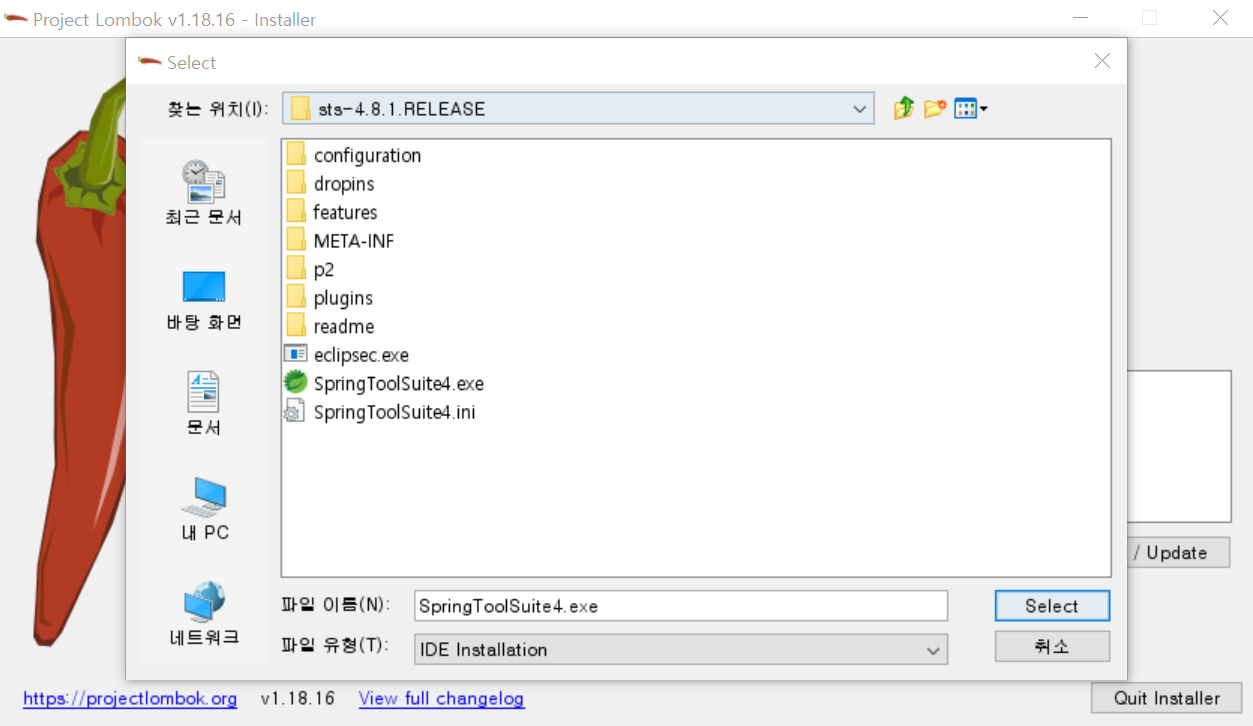 Project Lombok v1.18.16 - Installer
Select
찾는 위치(I):
sts-4.8.1.RELEASE
최근 문서
바탕 화면
문서
내 PC
네트워크
configuration
dropins
features
META-INF
p2
plugins
readme
eclipsec.exe
SpringToolSuite4.exe
SpringToolSuite4.ini
파일 이름(N):
SpringToolSuite4.exe
Select
파일 유형(T):
IDE Installation
취소
/ Update
https://projectlombok.org
v1.18.16
View full changelog
Quit Installer